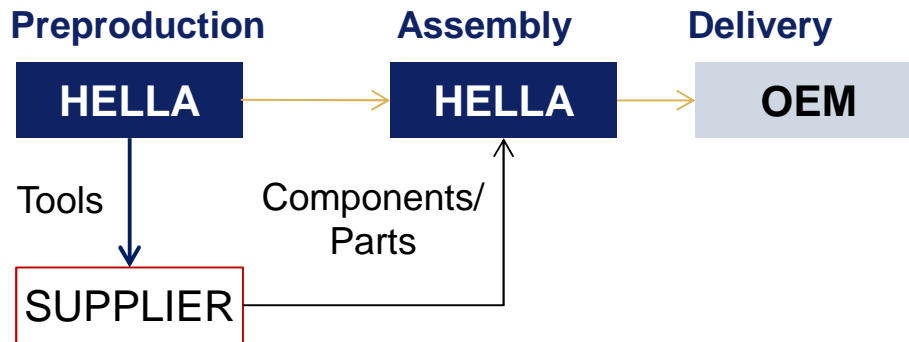 Preproduction
Assembly
Delivery
HELLA
HELLA
OEM
Tools
Components/
Parts
SUPPLIER